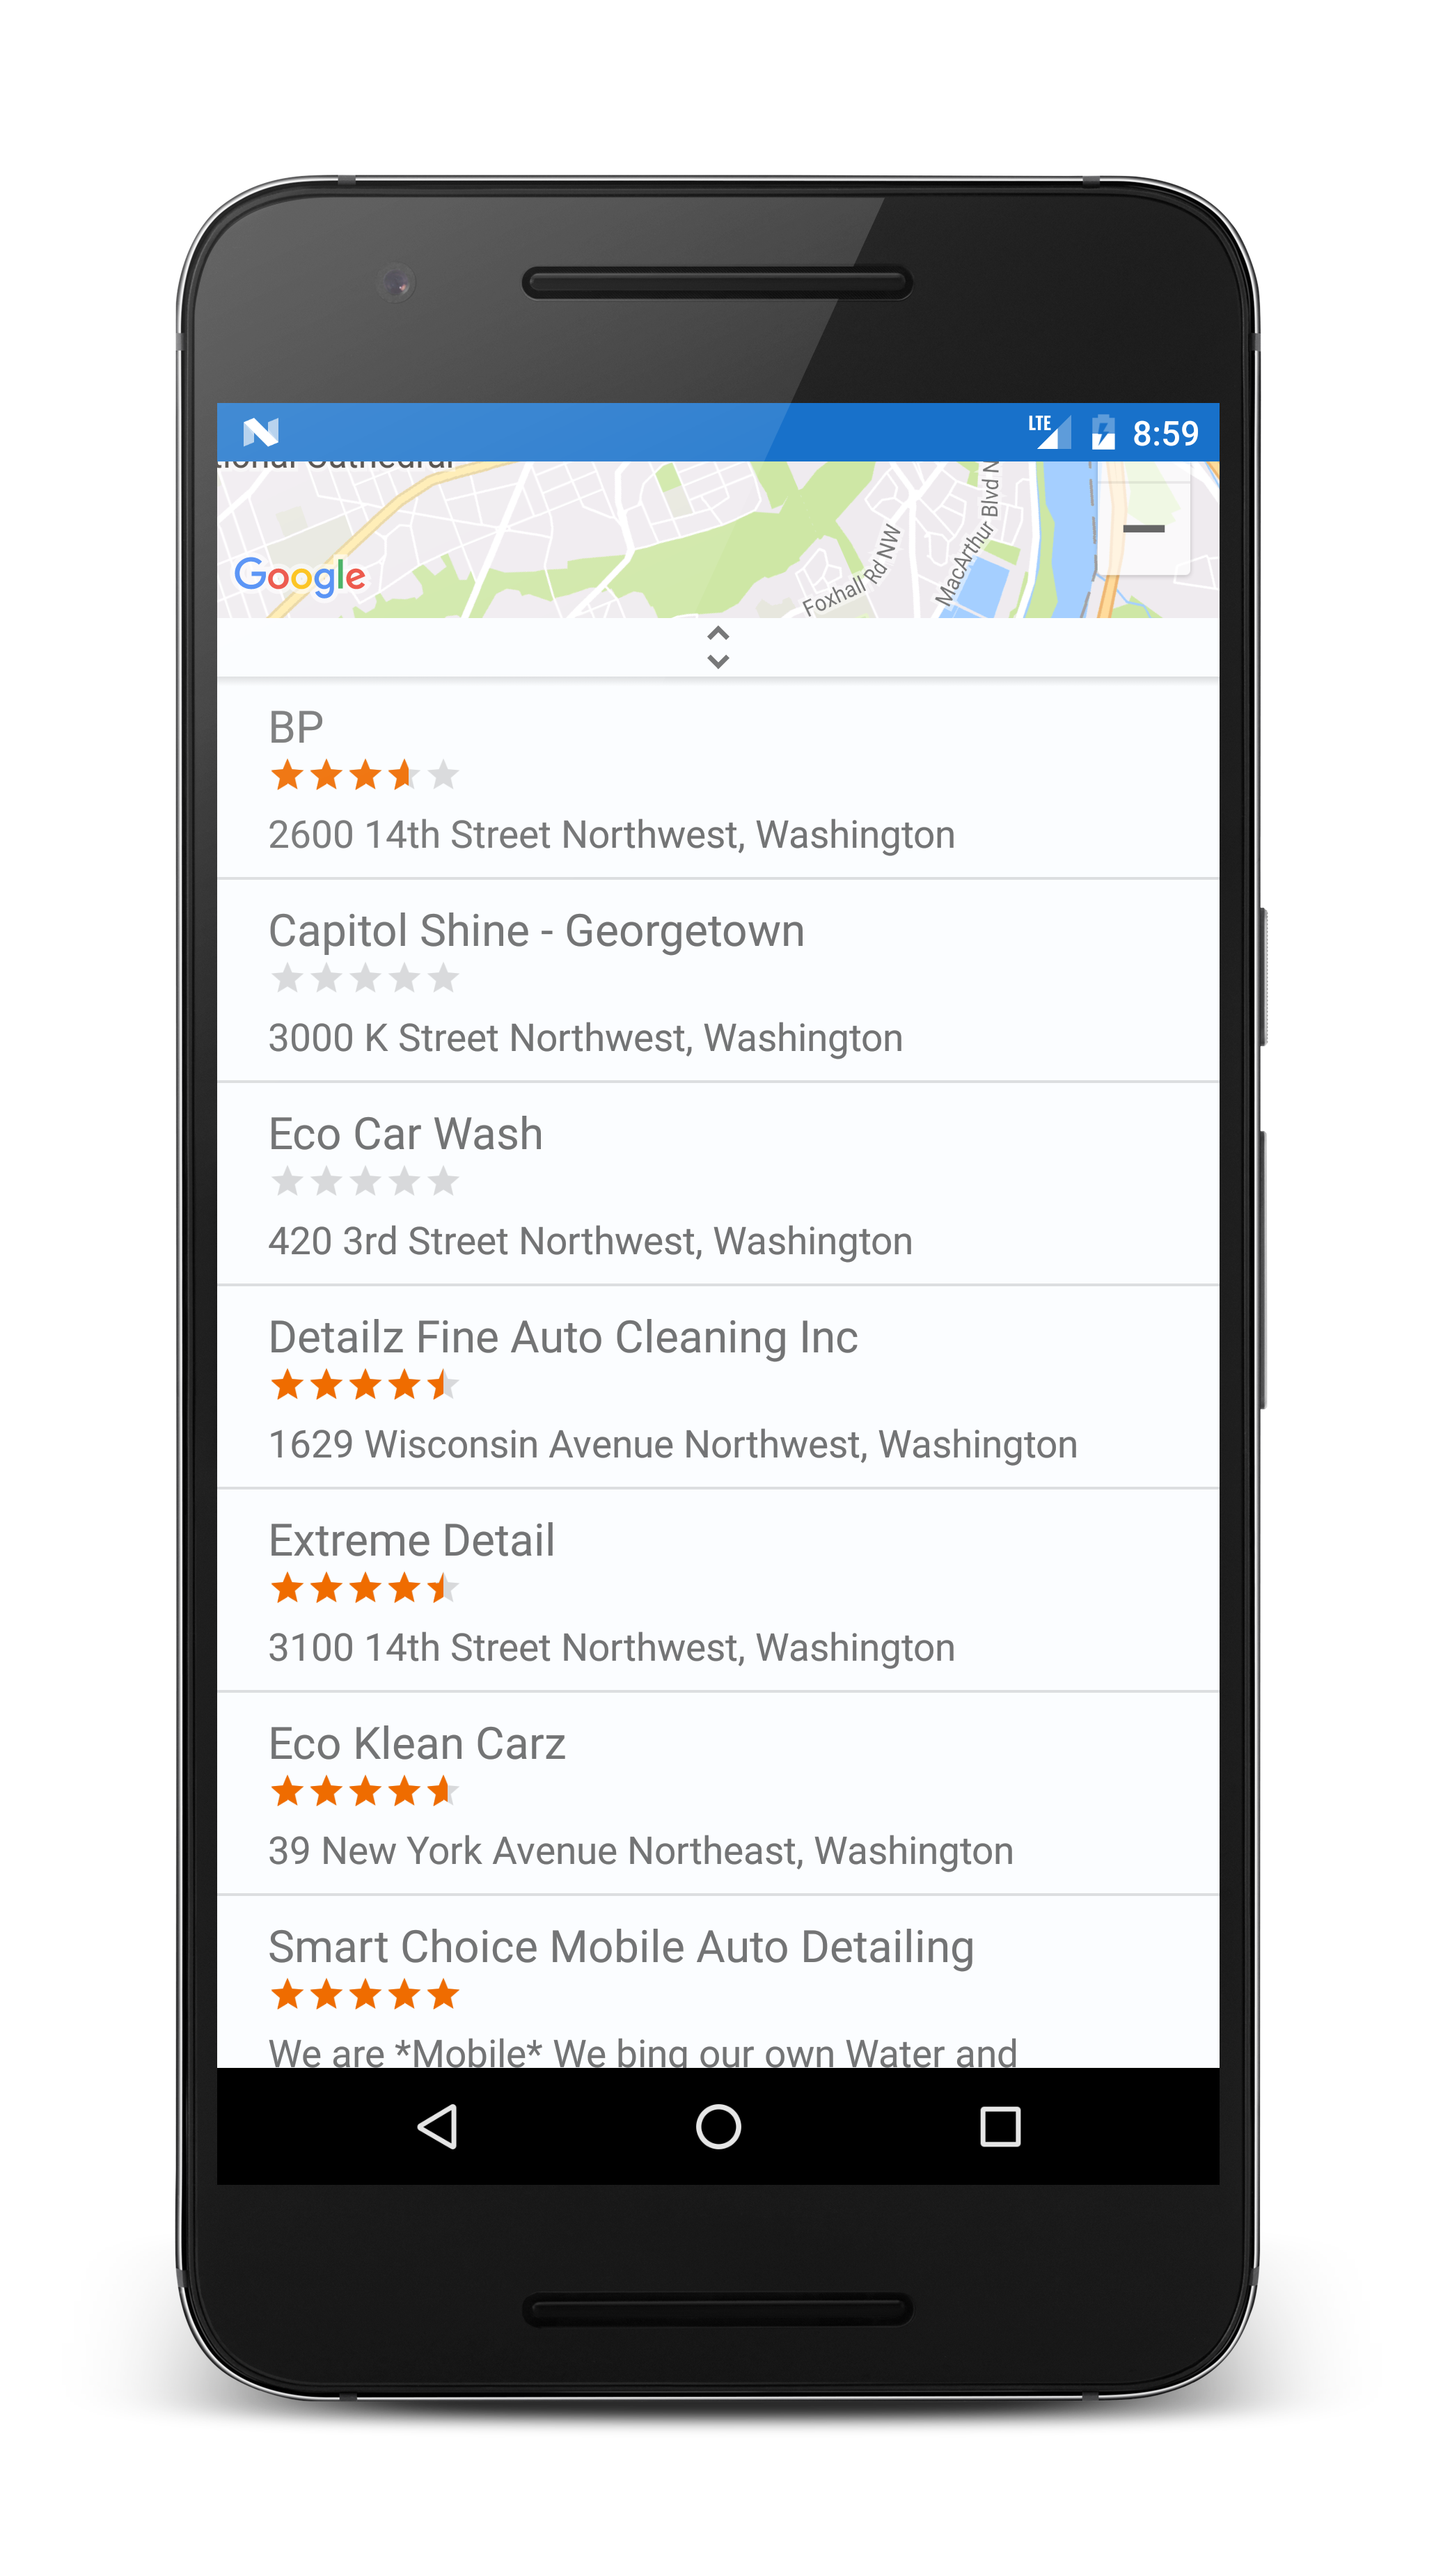 LTE 8:59
tional Cathedral
MacArthur Blvd N
Foxhall Rd NW
Google
BP
2600 14th Street Northwest, Washington
Capitol Shine - Georgetown
3000 K Street Northwest, Washington
Eco Car Wash
420 3rd Street Northwest, Washington
Detailz Fine Auto Cleaning Inc
1629 Wisconsin Avenue Northwest, Washington
Extreme Detail
3100 14th Street Northwest, Washington
Eco Klean Carz
39 New York Avenue Northeast, Washington
Smart Choice Mobile Auto Detailing
We are *Mobile* We bing our own Water and